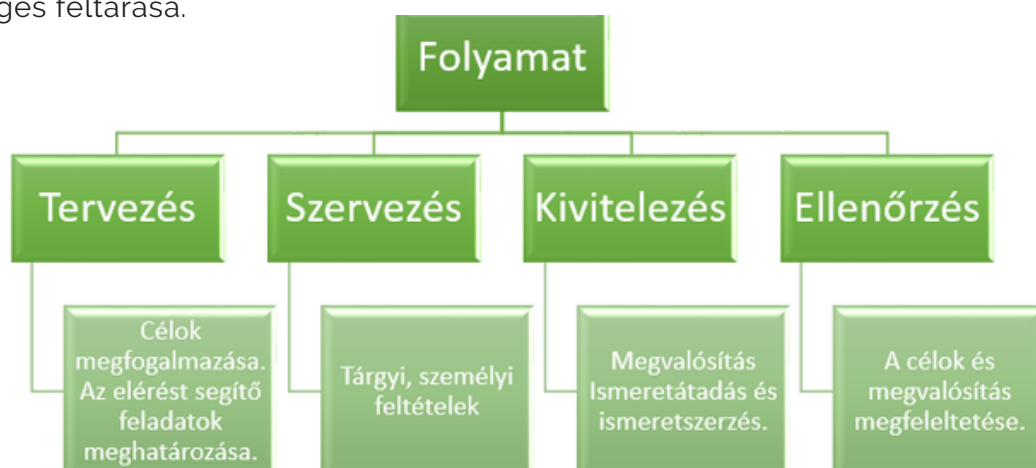 feltárása.
Folyamat
Tervezés
Szervezés
Kivitelezés
Ellenőrzés
Célok
megfogalmazása.
Az elérést segítő
feladatok
meghatározása.
Tárgyi, személyi
feltételek
Megvalósítás
Ismeretátadás és
ismeretszerzés.
A célok és
megvalósítás
megfeleltetése.